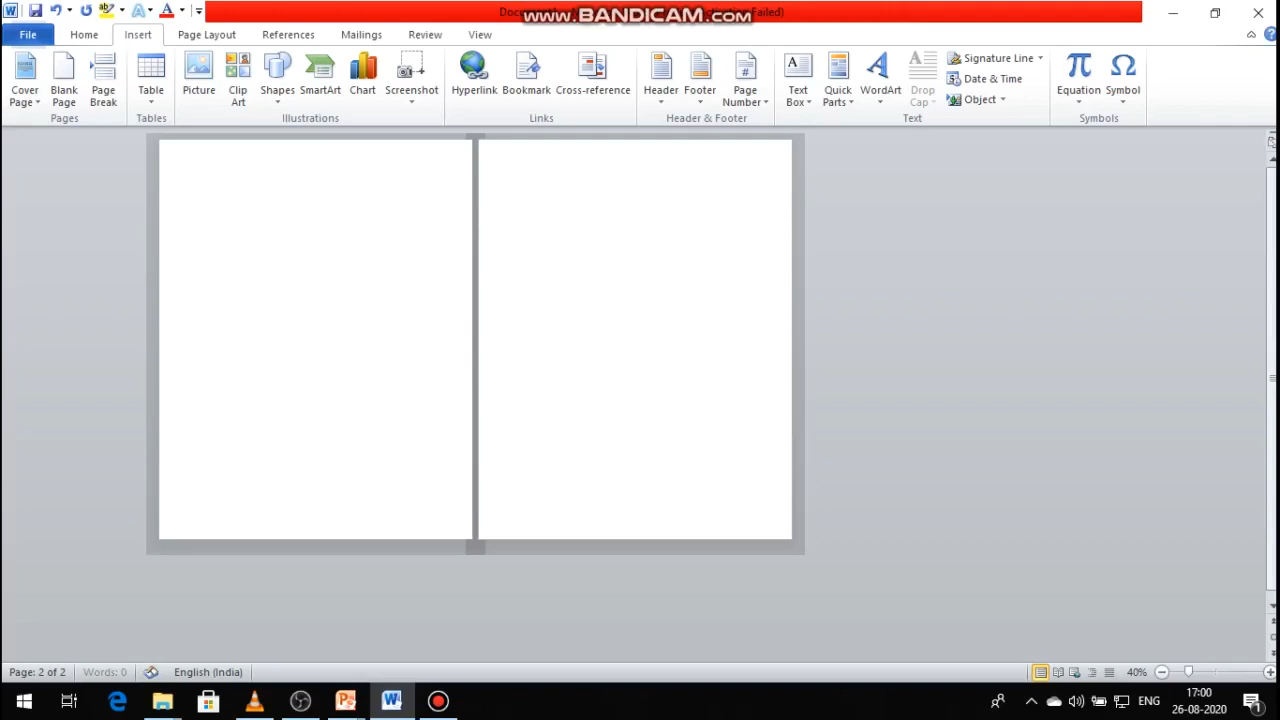 www.BANDICAM.com
File Home Insert Page Layout References Mailings Review View
Cover Page
Blank Page
Page Break
Table
Picture
Clip Art
Shapes
SmartArt
Chart
Screenshot
Hyperlink
Bookmark
Cross-reference
Header
Footer
Page Number
Text Box
Quick Parts
WordArt
Drop Cap
Signature Line
Date & Time
Object
Equation
Symbol
Pages Tables Illustrations Links Header & Footer Text Symbols
Page: 2 of 2 Words: 0 English (India) 40%
ENG
17:00
26-08-2020
1